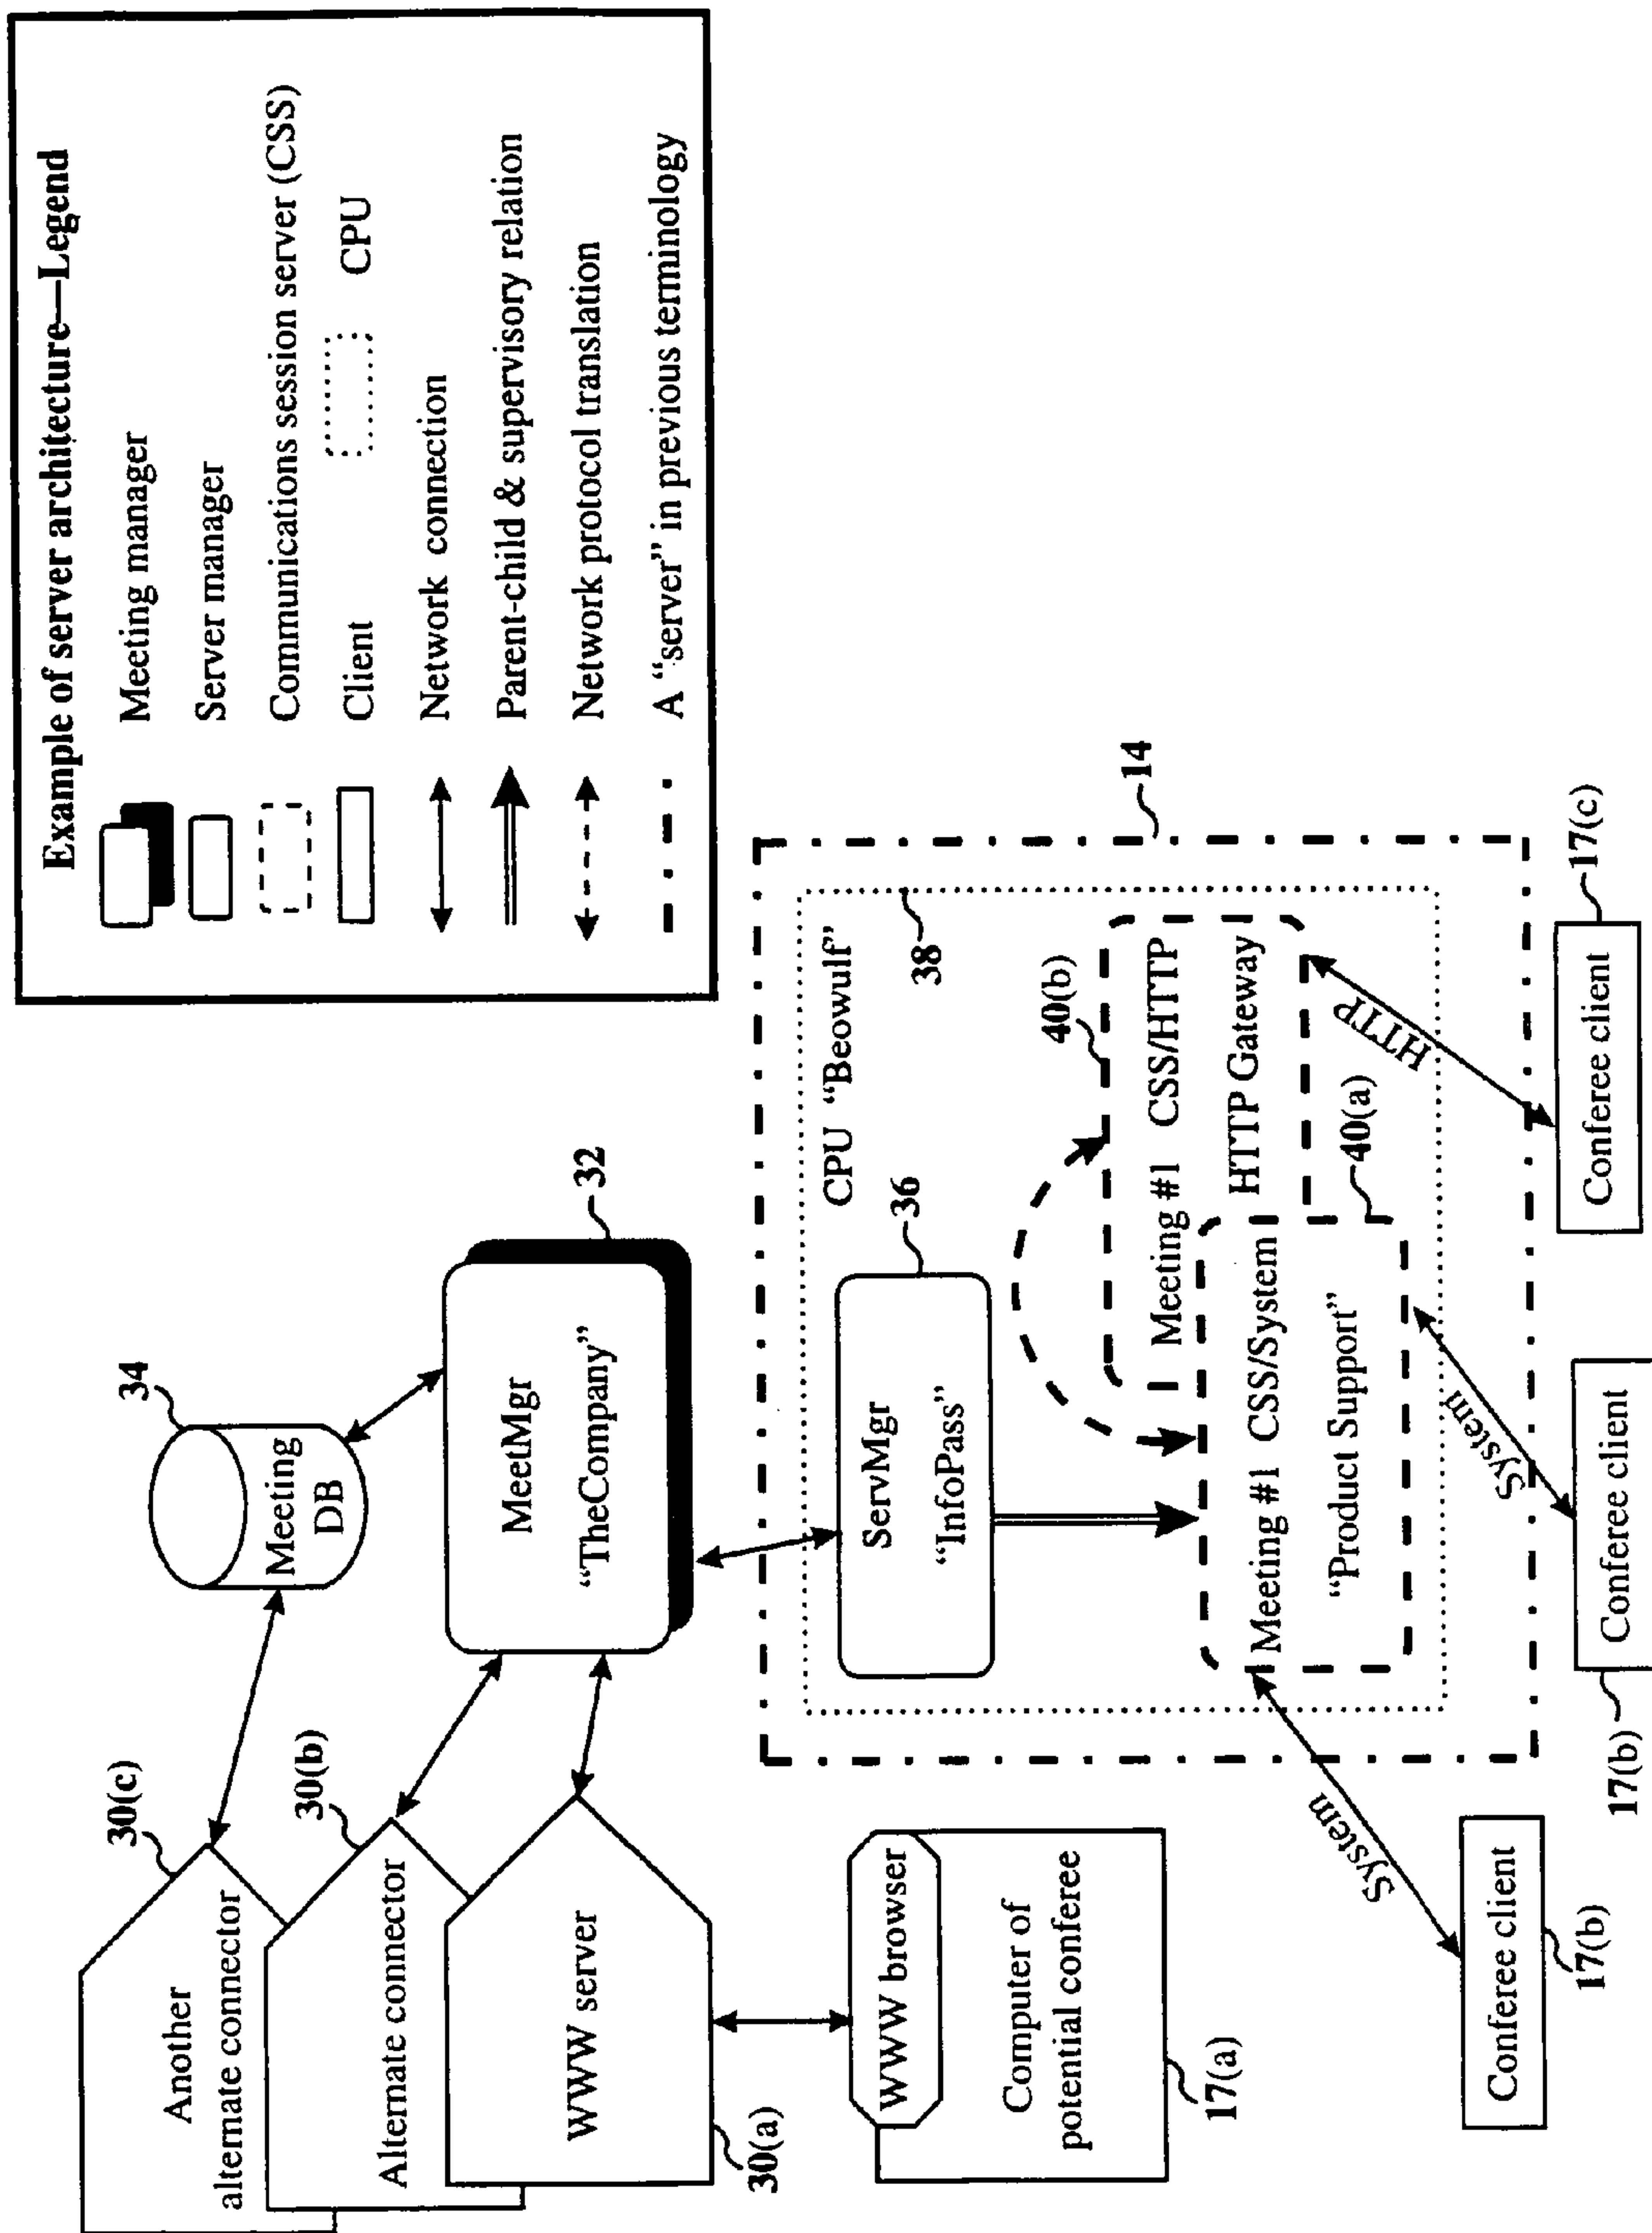 Example of server architecture—Legend
Meeting manager
Server manager
Communications session server (CSS)
Client
CPU
Network connection
Parent-child & supervisory relation
Network protocol translation
A "server" in previous terminology
30(c)
Another
alternate connector
30(b)
Alternate connector
WWW server
30(a)
34
Meeting
DB
MeetMgr
"TheCompany"
32
WWW browser
Computer of
potential conferee
17(a)
14
CPU "Beowulf"
38
ServMgr
"InfoPass"
36
40(b)
Meeting #1 CSS/HTTP
HTTP Gateway
40(a)
Meeting #1 CSS/System
"Product Support"
System
System
HTTP
Conferee client
17(b)
Conferee client
17(b)
Conferee client
17(c)